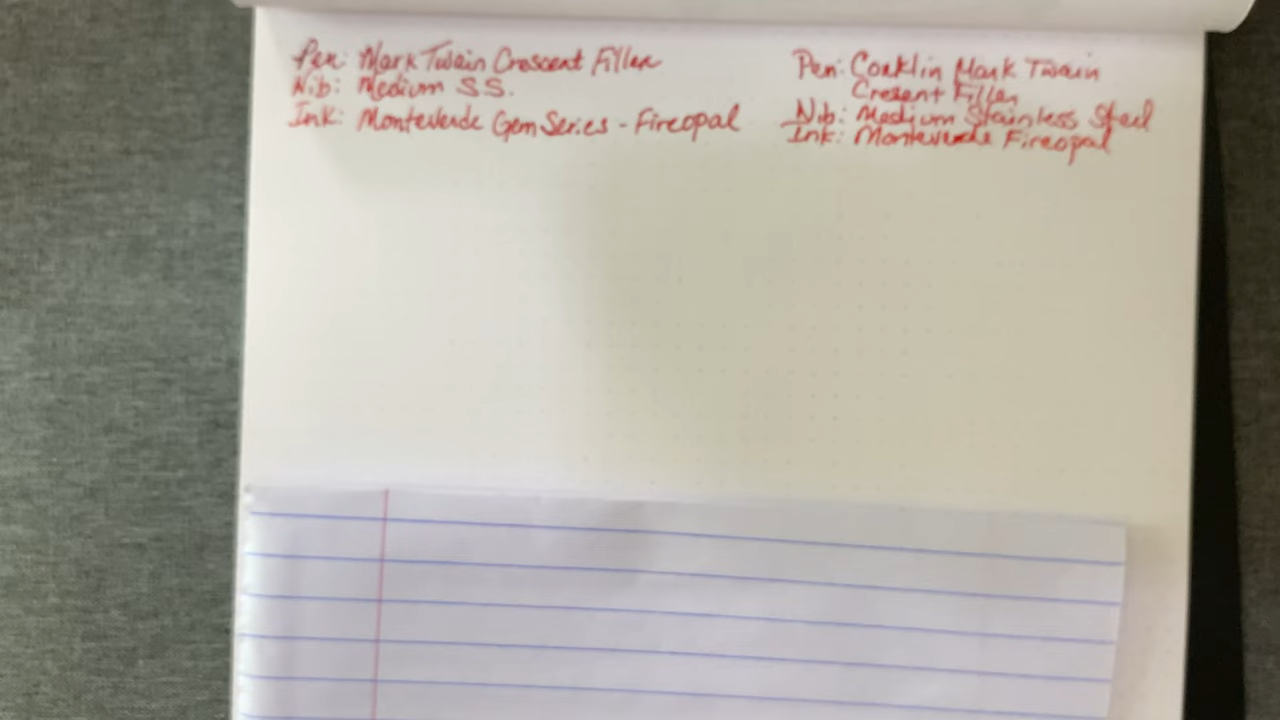 Pen: Mark Twain Crescent Filler
Nib: Medium SS.
Ink: Monteverde Gem Series - Fireopal
Pen: Conklin Mark Twain
Cresent Filler
Nib: Medium Stainless Steel
Ink: Monteverde Fireopal